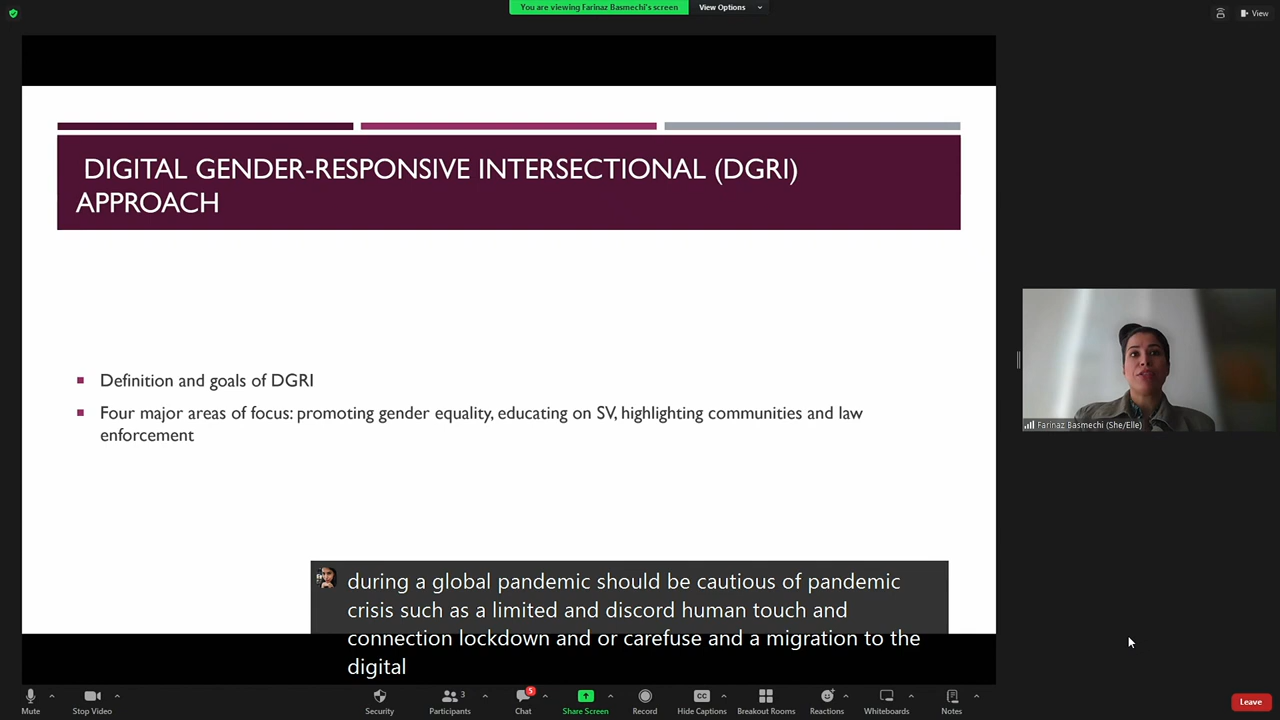 You are viewing Farinaz Basmechi's screen
View Options
View
DIGITAL GENDER-RESPONSIVE INTERSECTIONAL (DGRI)
APPROACH
Definition and goals of DGRI
Four major areas of focus: promoting gender equality, educating on SV, highlighting communities and law
enforcement
Farinaz Basmechi (She/Elle)
during a global pandemic should be cautious of pandemic
crisis such as a limited and discord human touch and
connection lockdown and or carefuse and a migration to the
digital
Mute
Stop Video
Security
Participants
3
Chat
5
Share Screen
Record
CC
Hide Captions
Breakout Rooms
Reactions
Whiteboards
Notes
Leave